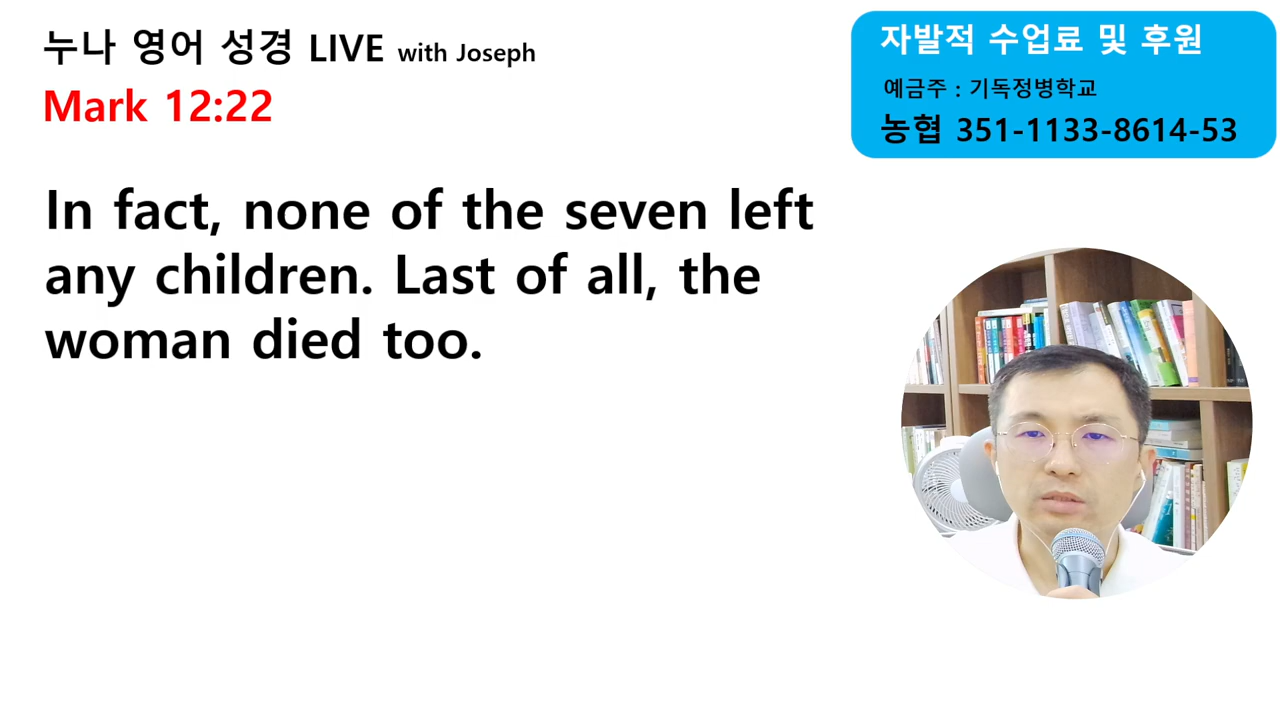 누나 영어 성경 LIVE with Joseph
Mark 12:22
In fact, none of the seven left
any children. Last of all, the
woman died too.
자발적 수업료 및 후원
예금주 : 기독정병학교
농협 351-1133-8614-53